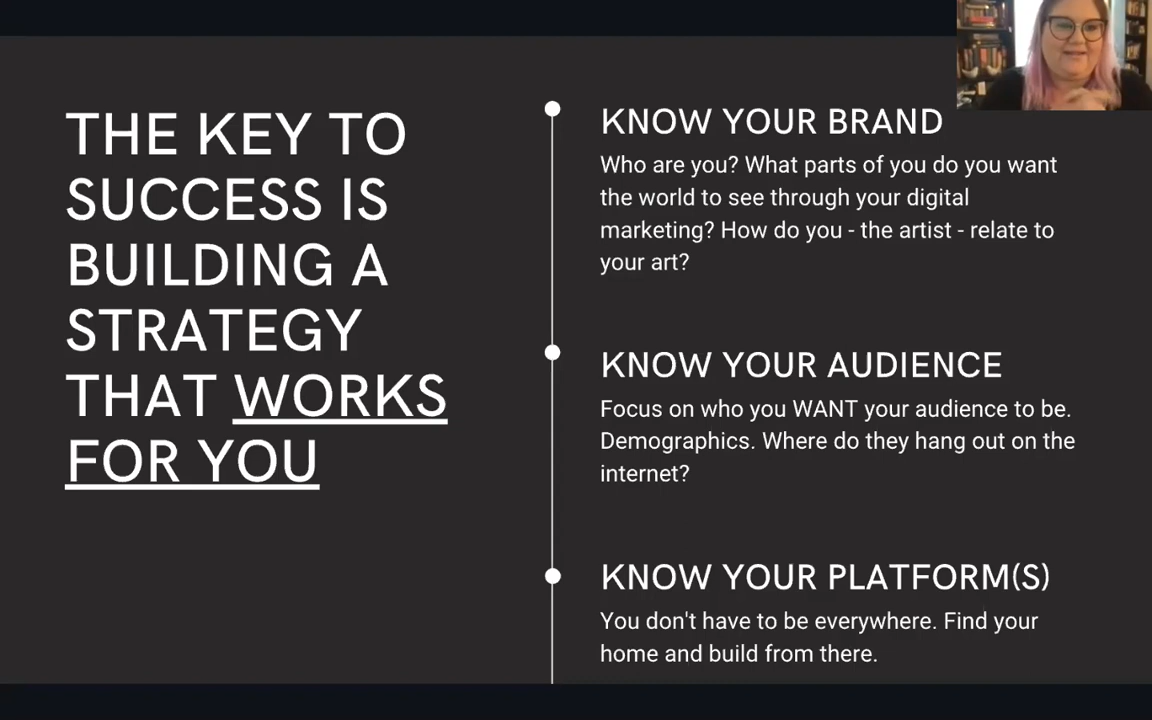 THE KEY TO
SUCCESS IS
BUILDING A
STRATEGY
THAT WORKS
FOR YOU
KNOW YOUR BRAND
Who are you? What parts of you do you want
the world to see through your digital
marketing? How do you - the artist - relate to
your art?
KNOW YOUR AUDIENCE
Focus on who you WANT your audience to be.
Demographics. Where do they hang out on the
internet?
KNOW YOUR PLATFORM(S)
You don't have to be everywhere. Find your
home and build from there.